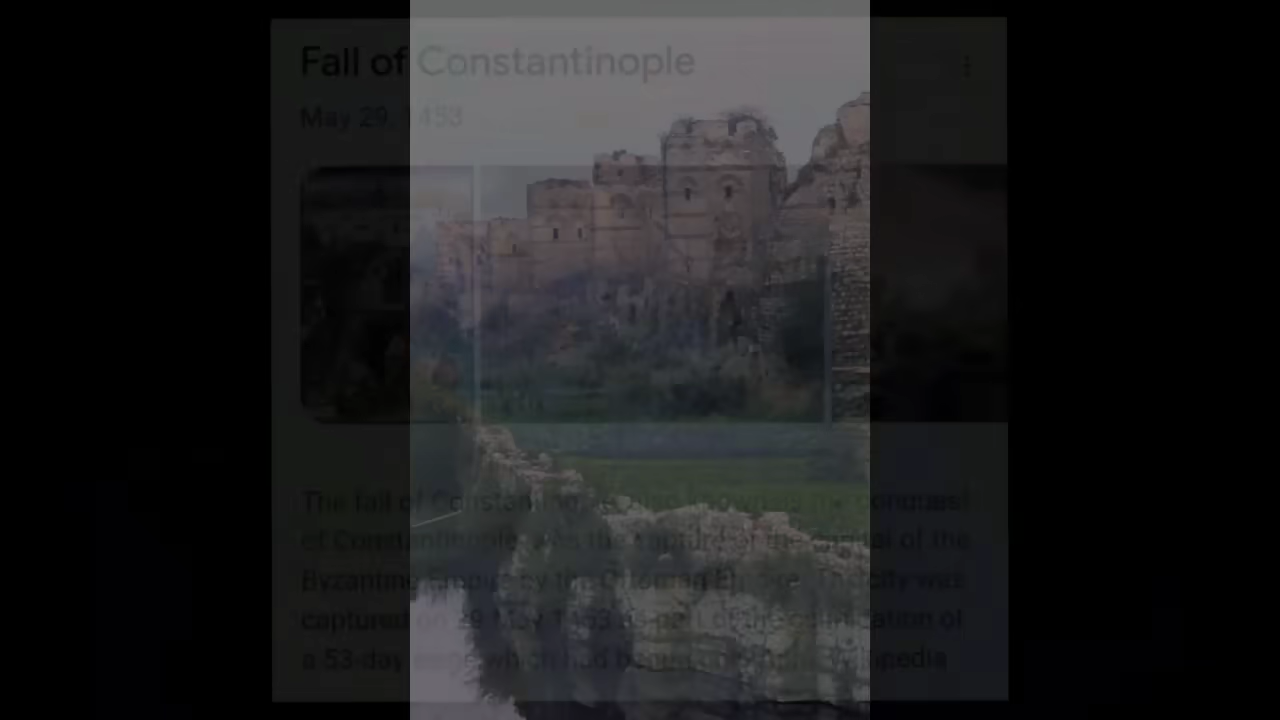 Fall of Constantinople
May 29, 1453
The fall of Constantinople, also known as the conquest
of Constantinople, was the capture of the capital of the
Byzantine Empire by the Ottoman Empire. The city was
captured on 29 May 1453 as part of the culmination of
a 53-day siege which had begun on 6 April. Wikipedia